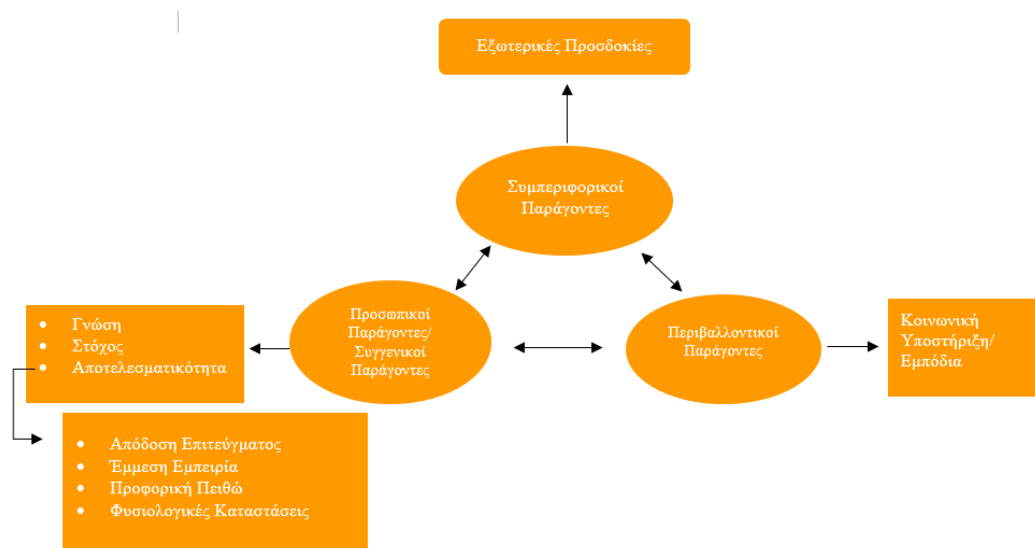 Εξωτερικές Προσδοκίες
Συμπεριφορικοί
Παράγοντες
Προσωπικοί
Παράγοντες/
Συγγενικοί
Παράγοντες
Περιβαλλοντικοί
Παράγοντες
Κοινωνική
Υποστήριξη/
Εμπόδια
• Γνώση
• Στόχος
• Αποτελεσματικότητα
• Απόδοση Επιτεύγματος
• Έμμεση Εμπειρία
• Προφορική Πειθώ
• Φυσιολογικές Καταστάσεις